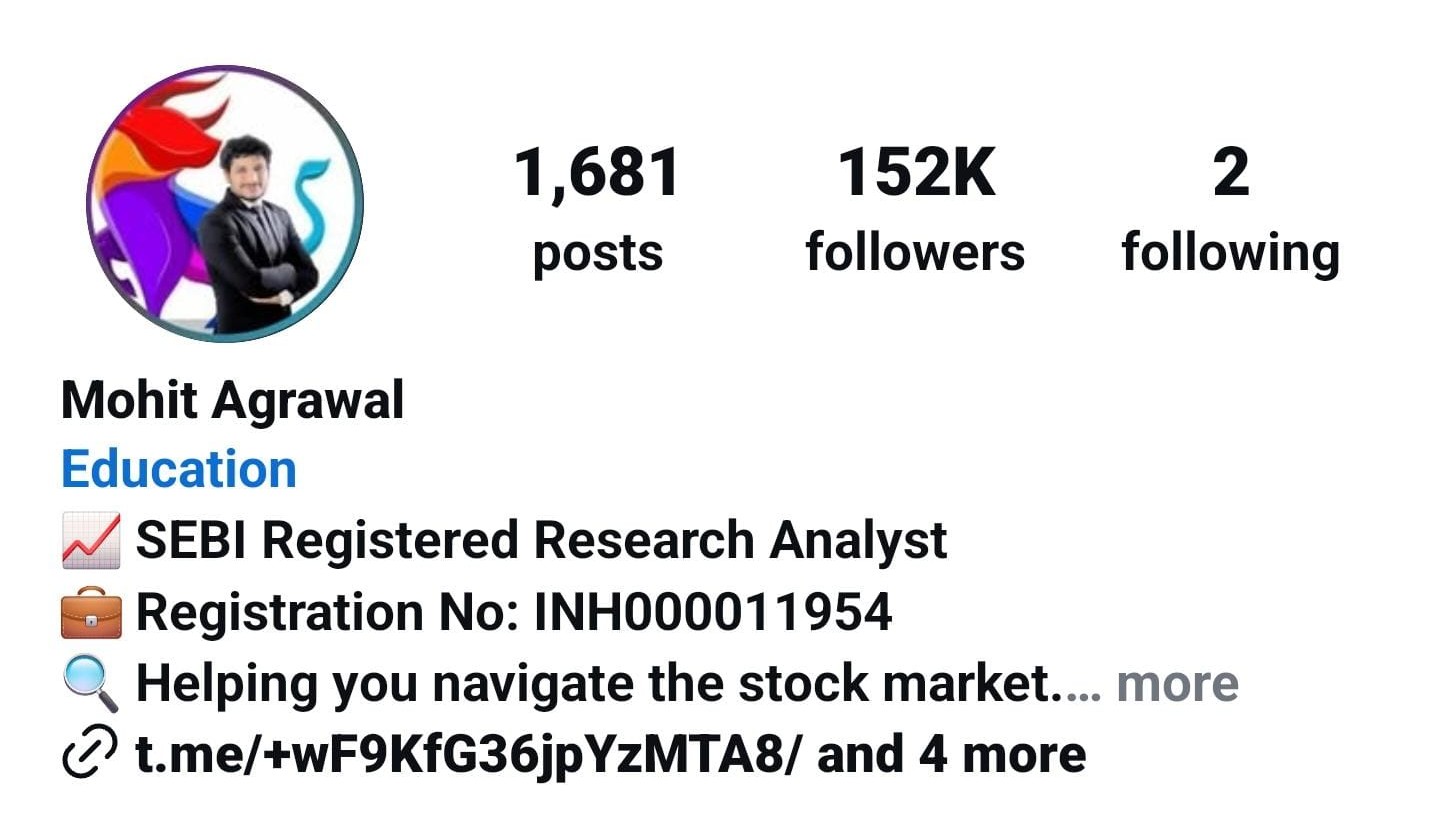 1,681 152K 2
posts followers following
Mohit Agrawal
Education
📈 SEBI Registered Research Analyst
💼 Registration No: INH000011954
🔍 Helping you navigate the stock market.... more
🔗 t.me/+wF9KfG36jpYzMTA8/ and 4 more